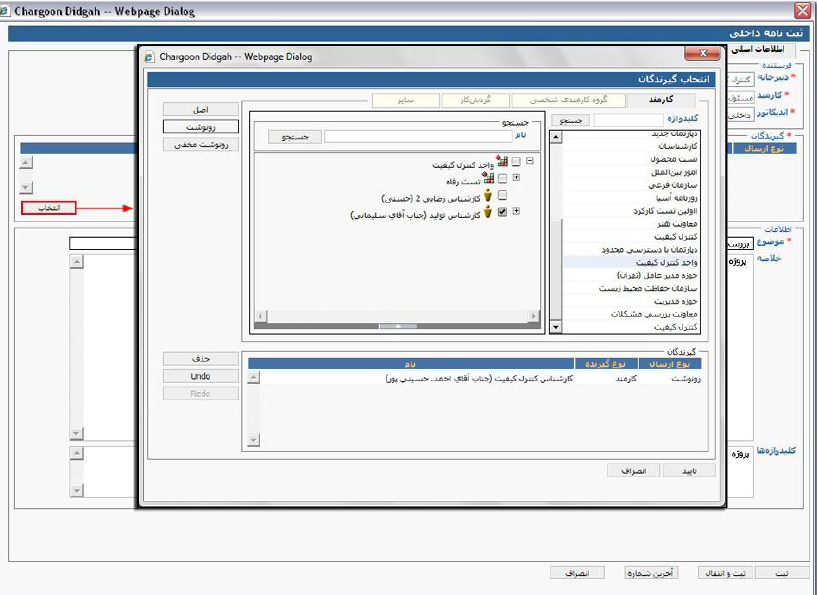 Chargoon Didgah -- Webpage Dialog
ثبت نامه داخلی
اطلاعات اصلی
فرستنده
* دبیرخانه
کنترل
* کارمند
مسئول
* اندیکاتور
داخلی
* گیرندگان
نوع ارسال
انتخاب
اطلاعات
* موضوع
بررسی
خلاصه
پروژه
کلیدواژه‌ها
پروژه
ثبت
ثبت و انتقال
آخرین شماره
انصراف
Chargoon Didgah -- Webpage Dialog
انتخاب گیرندگان
کارمند
گروه کارمندی شخصی
گردش‌کار
سایر
کلیدواژه
جستجو
دپارتمان جدید
کارشناسان
تست محصول
امور بین‌الملل
سازمان فرعی
روزنامه آسیا
اولین تست کارکرد
معاونت هنر
کنترل کیفیت
دپارتمان با دسترسی محدود
واحد کنترل کیفیت
حوزه مدیر عامل (تهران)
سازمان حفاظت محیط زیست
حوزه مدیریت
معاونت بررسی مشکلات
کنترل کیفیت
جستجو
نام
جستجو
واحد کنترل کیفیت
تست رفاه
کارشناس رضایی 2 (حسنی)
کارشناس تولید (جناب آقای سلیمانی)
اصل
رونوشت
رونوشت مخفی
گیرندگان
نوع ارسال
نوع گیرنده
نام
رونوشت
کارمند
کارشناس کنترل کیفیت (جناب آقای احمد. حسینی پور)
حذف
Undo
Redo
تایید
انصراف